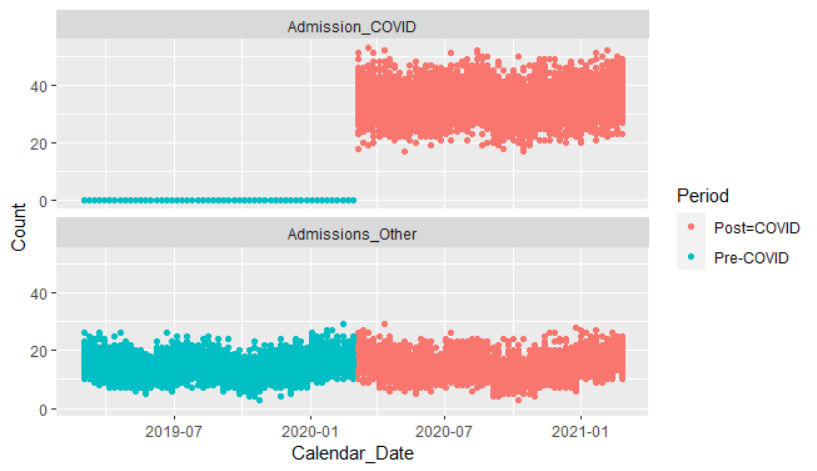 Admission_COVID
40
20
0
Admissions_Other
40
20
0
Count
2019-07 2020-01 2020-07 2021-01
Calendar_Date
Period
Post=COVID
Pre-COVID